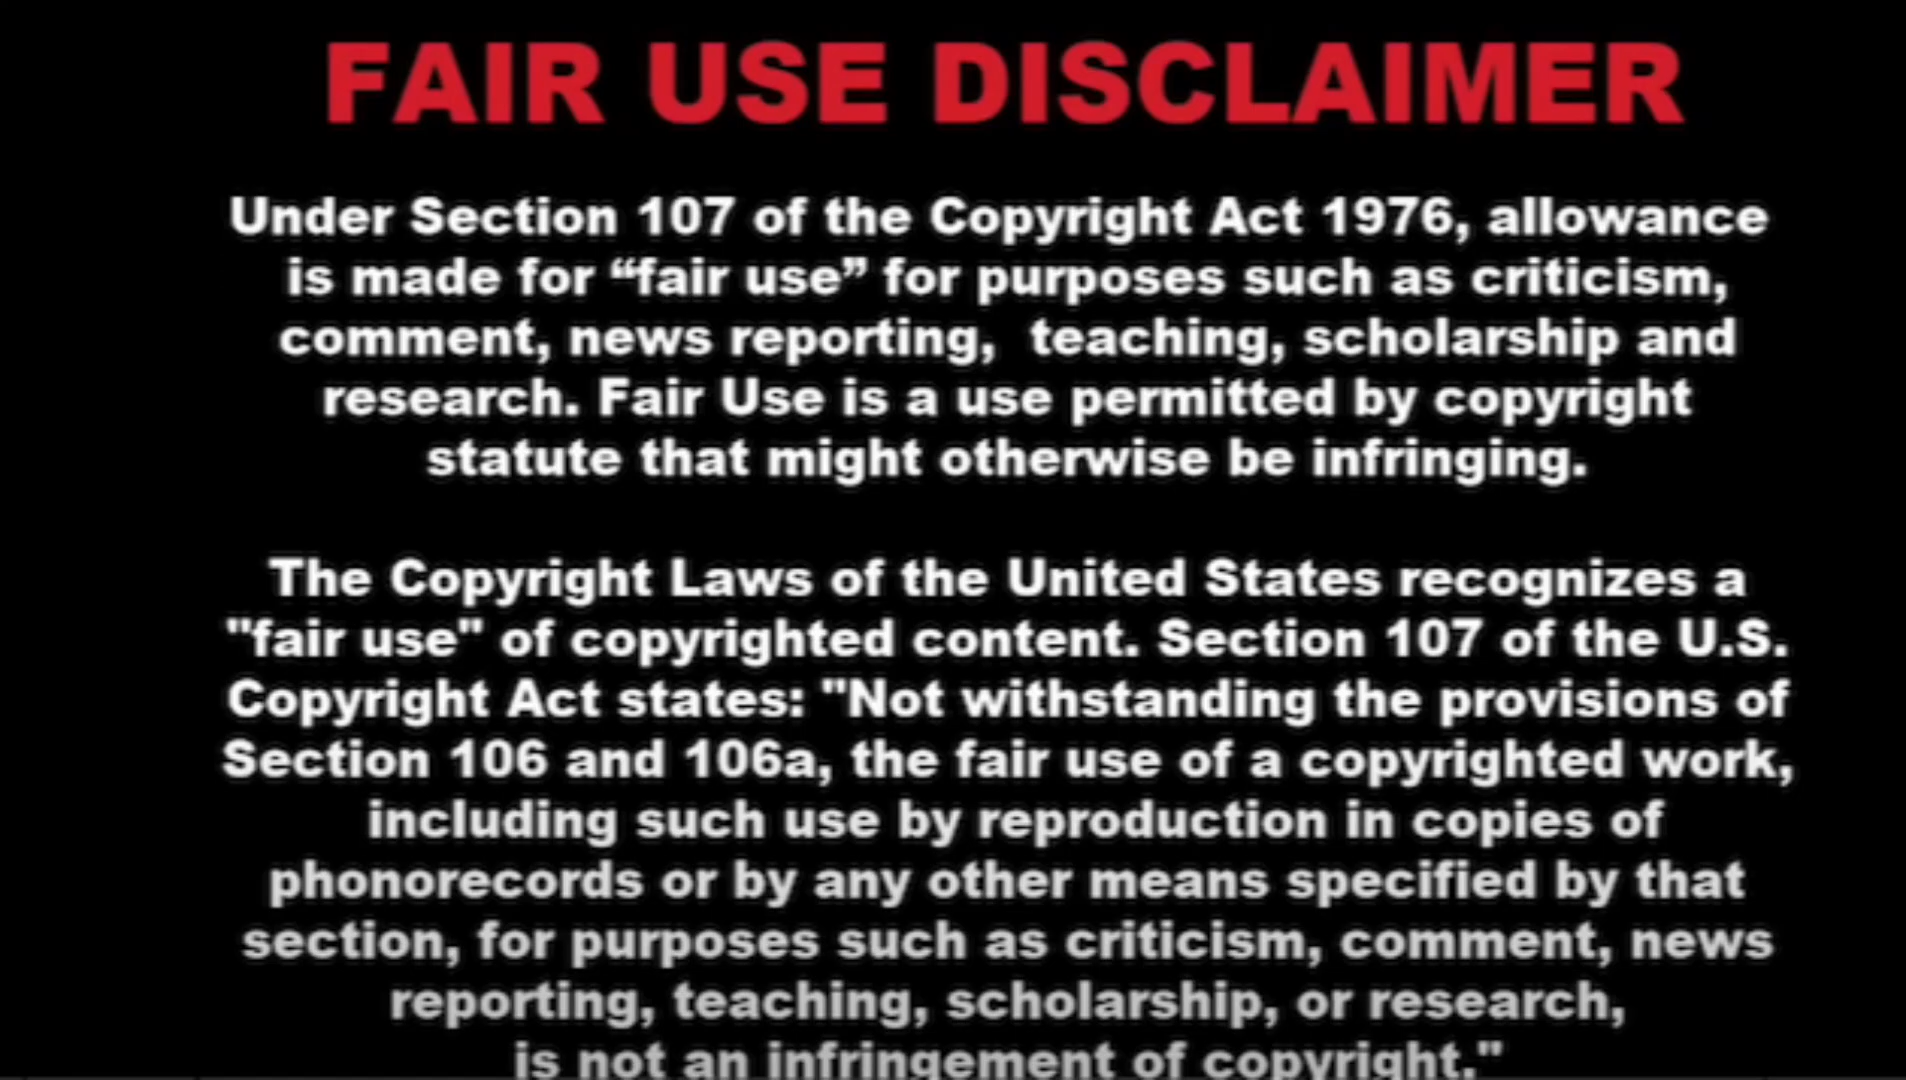 FAIR USE DISCLAIMER
Under Section 107 of the Copyright Act 1976, allowance
is made for “fair use” for purposes such as criticism,
comment, news reporting,  teaching, scholarship and
research. Fair Use is a use permitted by copyright
statute that might otherwise be infringing.
The Copyright Laws of the United States recognizes a
"fair use" of copyrighted content. Section 107 of the U.S.
Copyright Act states: "Not withstanding the provisions of
Section 106 and 106a, the fair use of a copyrighted work,
including such use by reproduction in copies of
phonorecords or by any other means specified by that
section, for purposes such as criticism, comment, news
reporting, teaching, scholarship, or research,
is not an infringement of copyright."